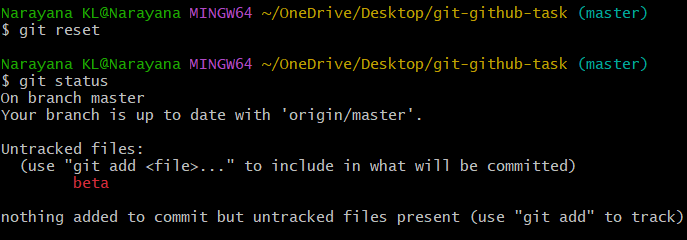 Narayana KL@Narayana MINGW64 ~/OneDrive/Desktop/git-github-task (master)
$ git reset
Narayana KL@Narayana MINGW64 ~/OneDrive/Desktop/git-github-task (master)
$ git status
On branch master
Your branch is up to date with 'origin/master'.
Untracked files:
(use "git add <file>..." to include in what will be committed)
beta
nothing added to commit but untracked files present (use "git add" to track)